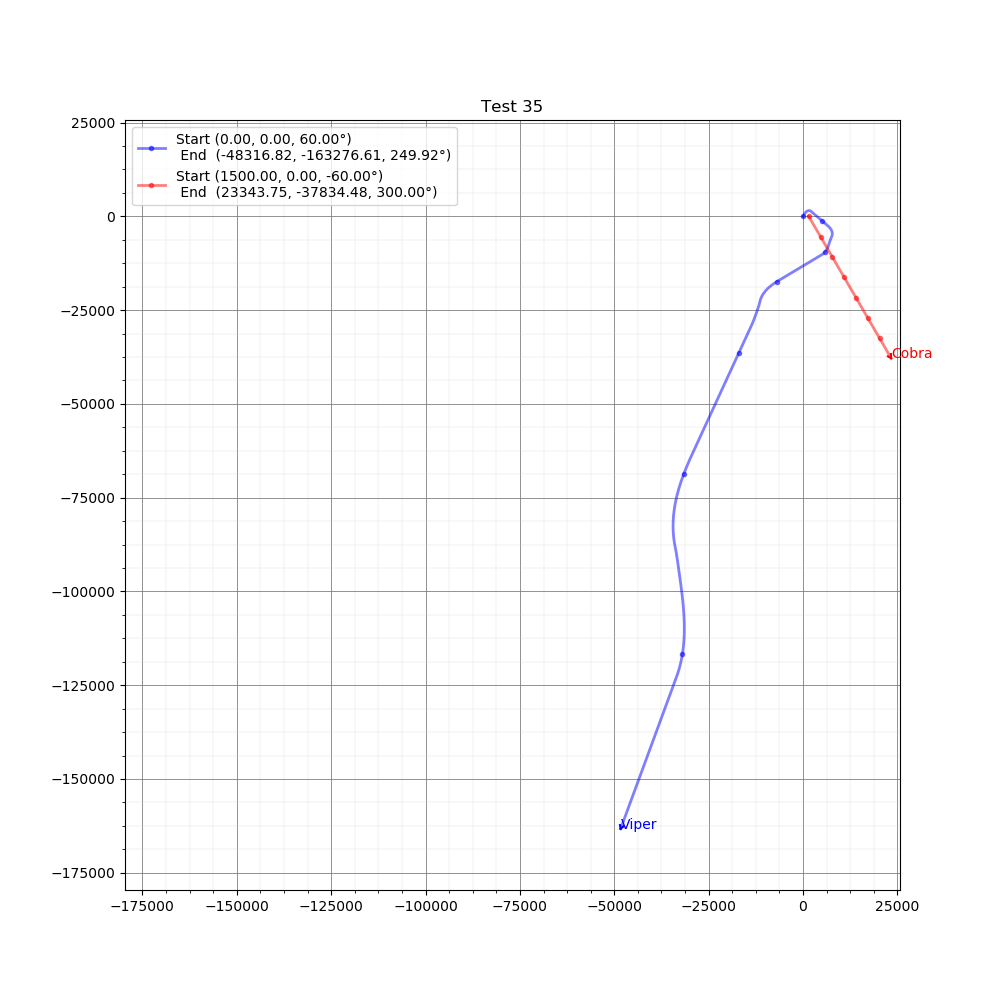 Test 35
Start (0.00, 0.00, 60.00°)
End  (-48316.82, -163276.61, 249.92°)
Start (1500.00, 0.00, -60.00°)
End  (23343.75, -37834.48, 300.00°)
25000
0
−25000
−50000
−75000
−100000
−125000
−150000
−175000
Cobra
Viper
−175000 −150000 −125000 −100000 −75000 −50000 −25000 0 25000